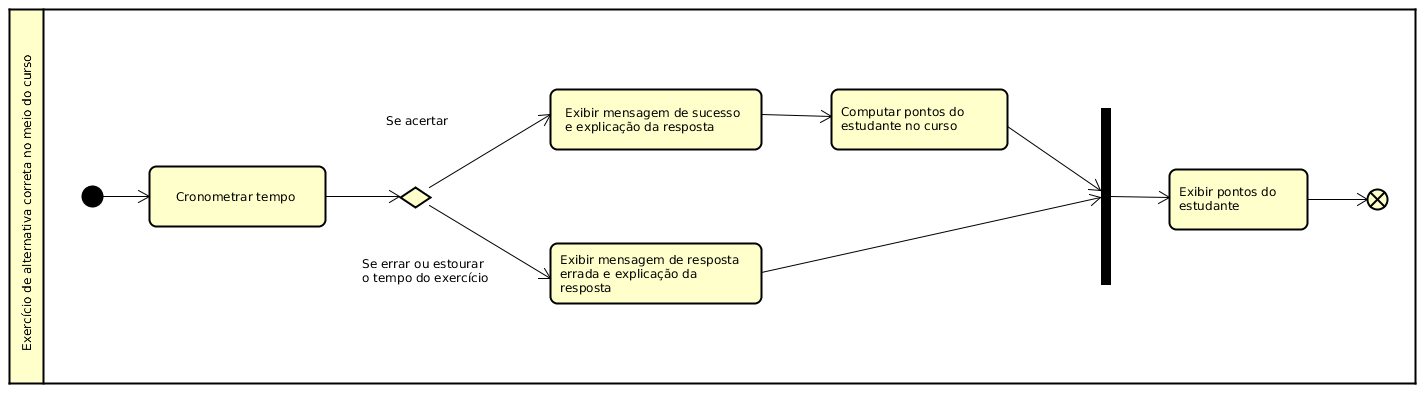 Exercício de alternativa correta no meio do curso
Cronometrar tempo
Se acertar
Se errar ou estourar
o tempo do exercício
Exibir mensagem de sucesso
e explicação da resposta
Computar pontos do
estudante no curso
Exibir mensagem de resposta
errada e explicação da
resposta
Exibir pontos do
estudante